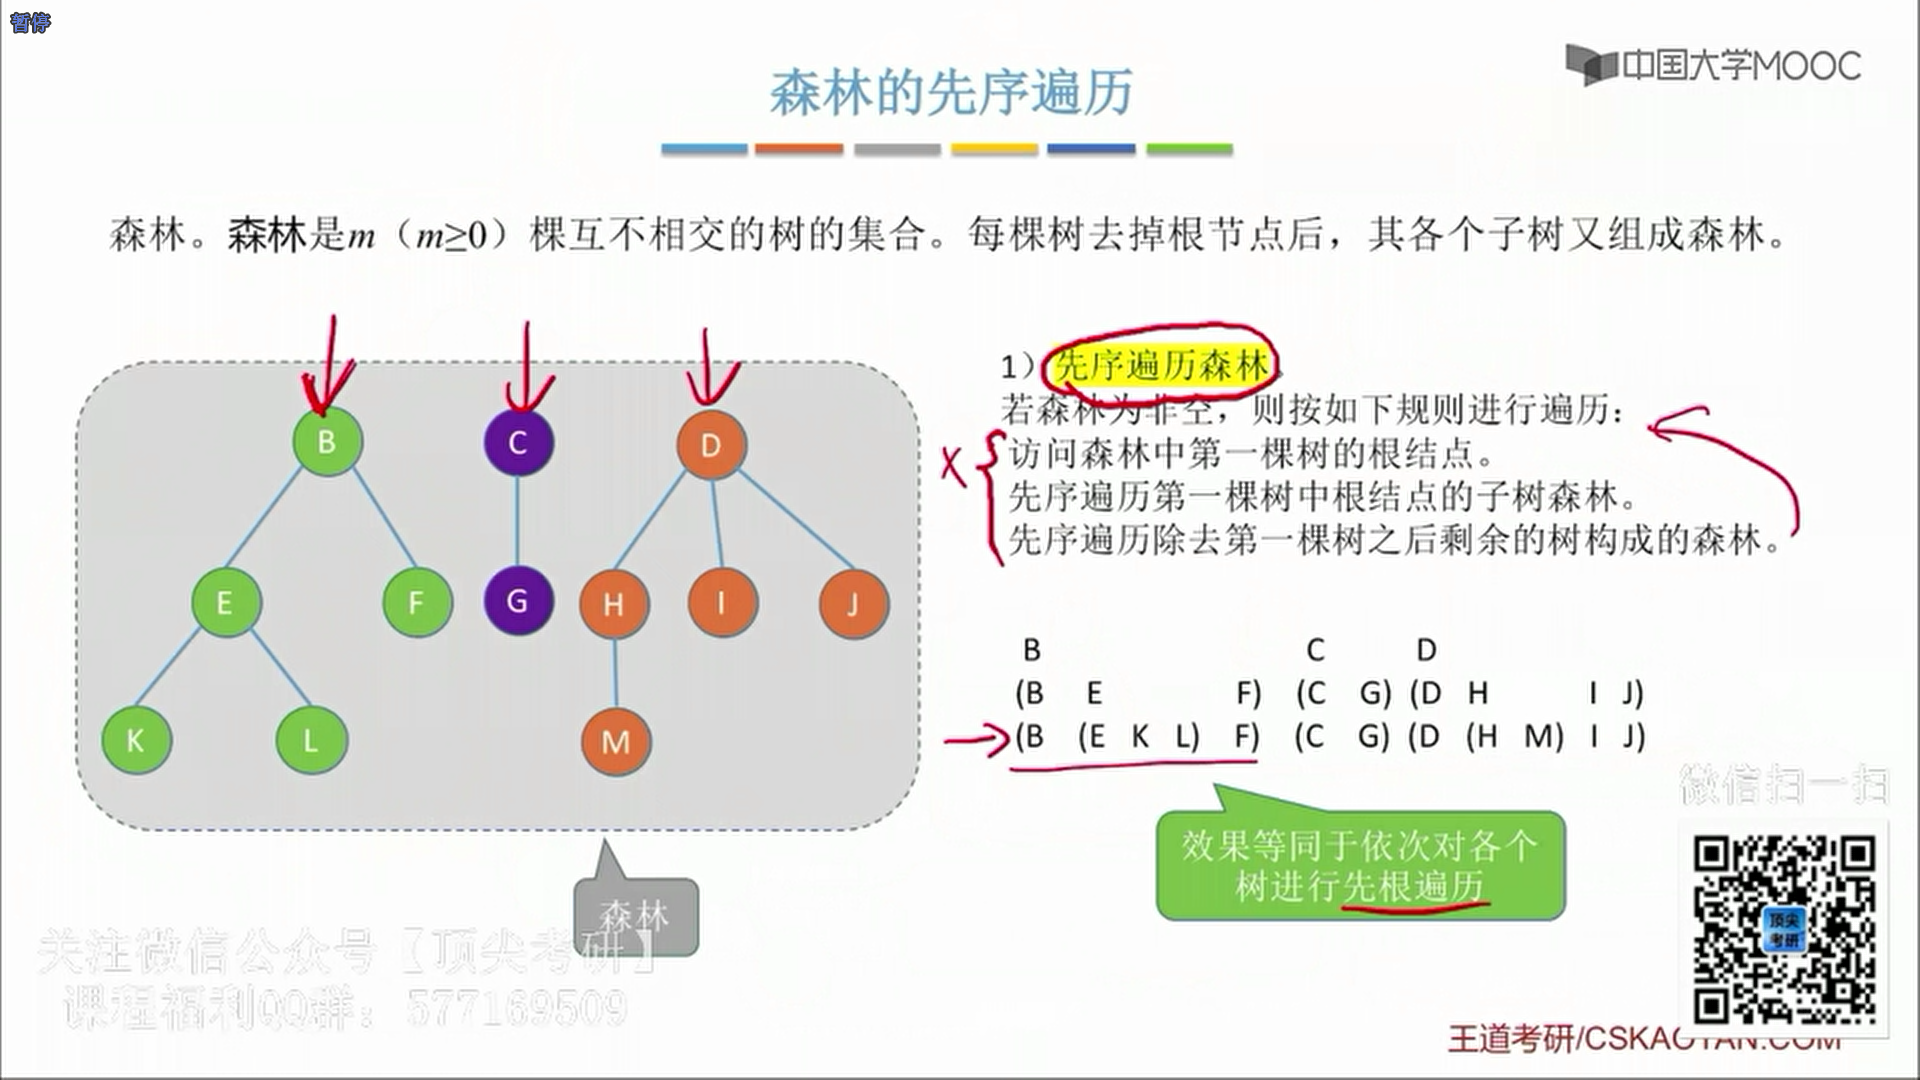 暂停
中国大学MOOC
森林的先序遍历
森林。森林是m（m≥0）棵互不相交的树的集合。每棵树去掉根节点后，其各个子树又组成森林。
1）先序遍历森林。
若森林为非空，则按如下规则进行遍历：
访问森林中第一棵树的根结点。
先序遍历第一棵树中根结点的子树森林。
先序遍历除去第一棵树之后剩余的树构成的森林。
X
B
C
D
E
F
G
H
I
J
K
L
M
B C D
(B E F) (C G) (D H I J)
(B (E K L) F) (C G) (D (H M) I J)
效果等同于依次对各个
树进行先根遍历
森林
微信扫一扫
顶尖
考研
关注微信公众号【顶尖考研】
课程福利QQ群：577169509
王道考研/CSKAOYAN.COM